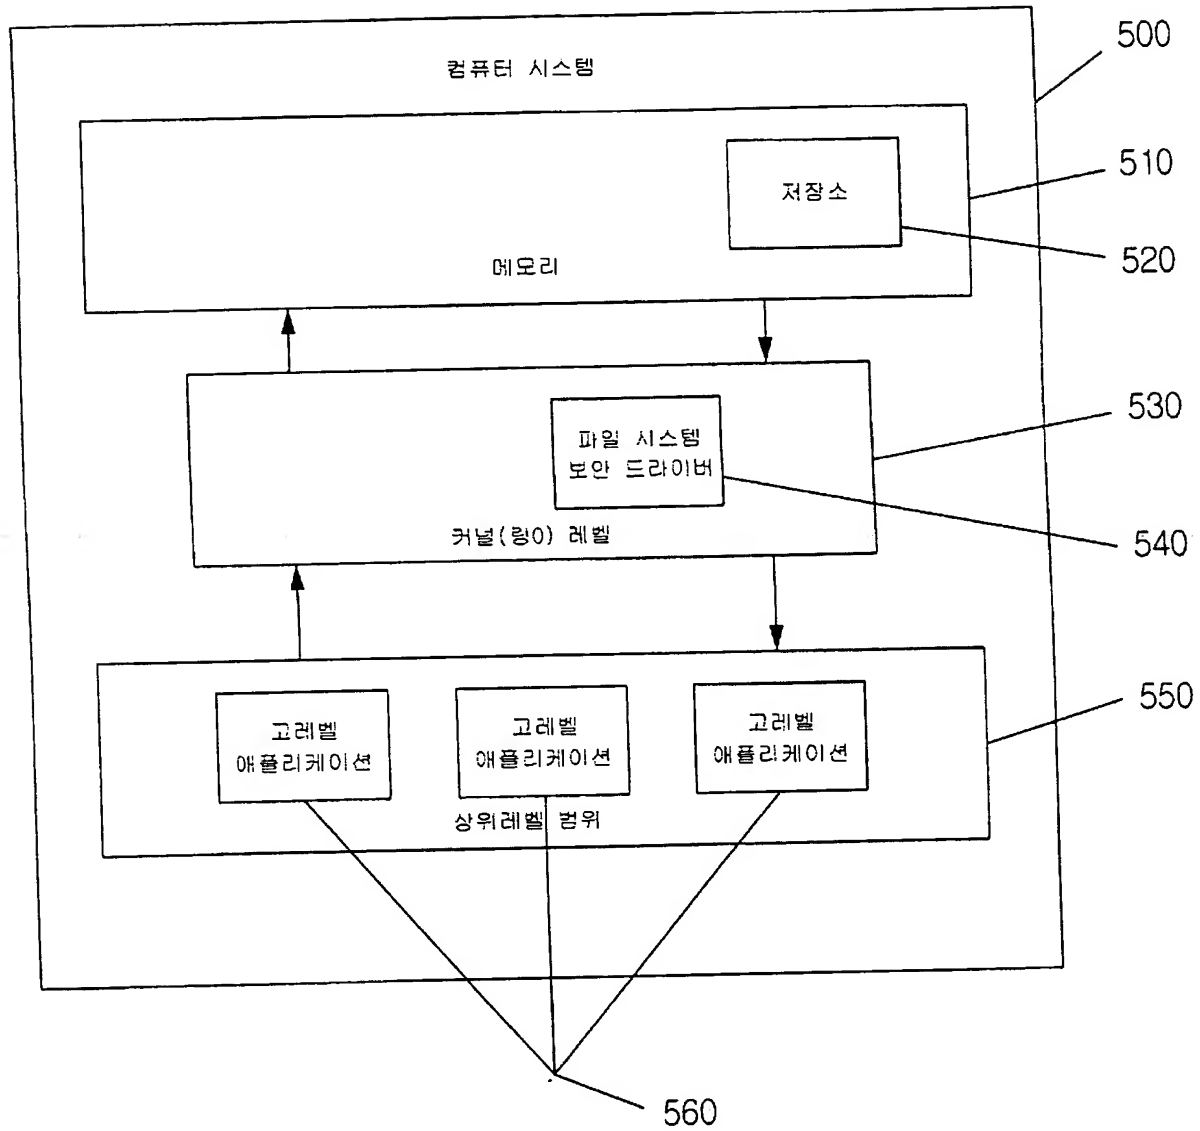 컴퓨터 시스템
500
510
저장소
520
메모리
530
파일 시스템
보안 드라이버
540
커널(링0) 레벨
550
고레벨
애플리케이션
고레벨
애플리케이션
고레벨
애플리케이션
상위레벨 범위
560